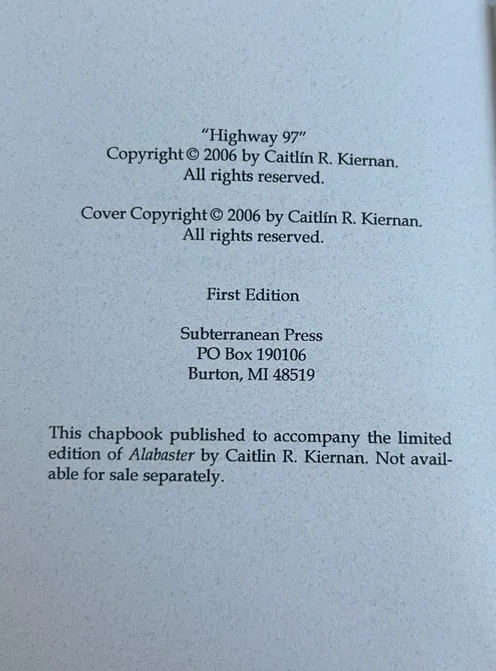 "Highway 97"
Copyright © 2006 by Caitlín R. Kiernan.
All rights reserved.
Cover Copyright © 2006 by Caitlín R. Kiernan.
All rights reserved.
First Edition
Subterranean Press
PO Box 190106
Burton, MI 48519
This chapbook published to accompany the limited
edition of Alabaster by Caitlin R. Kiernan. Not avail-
able for sale separately.